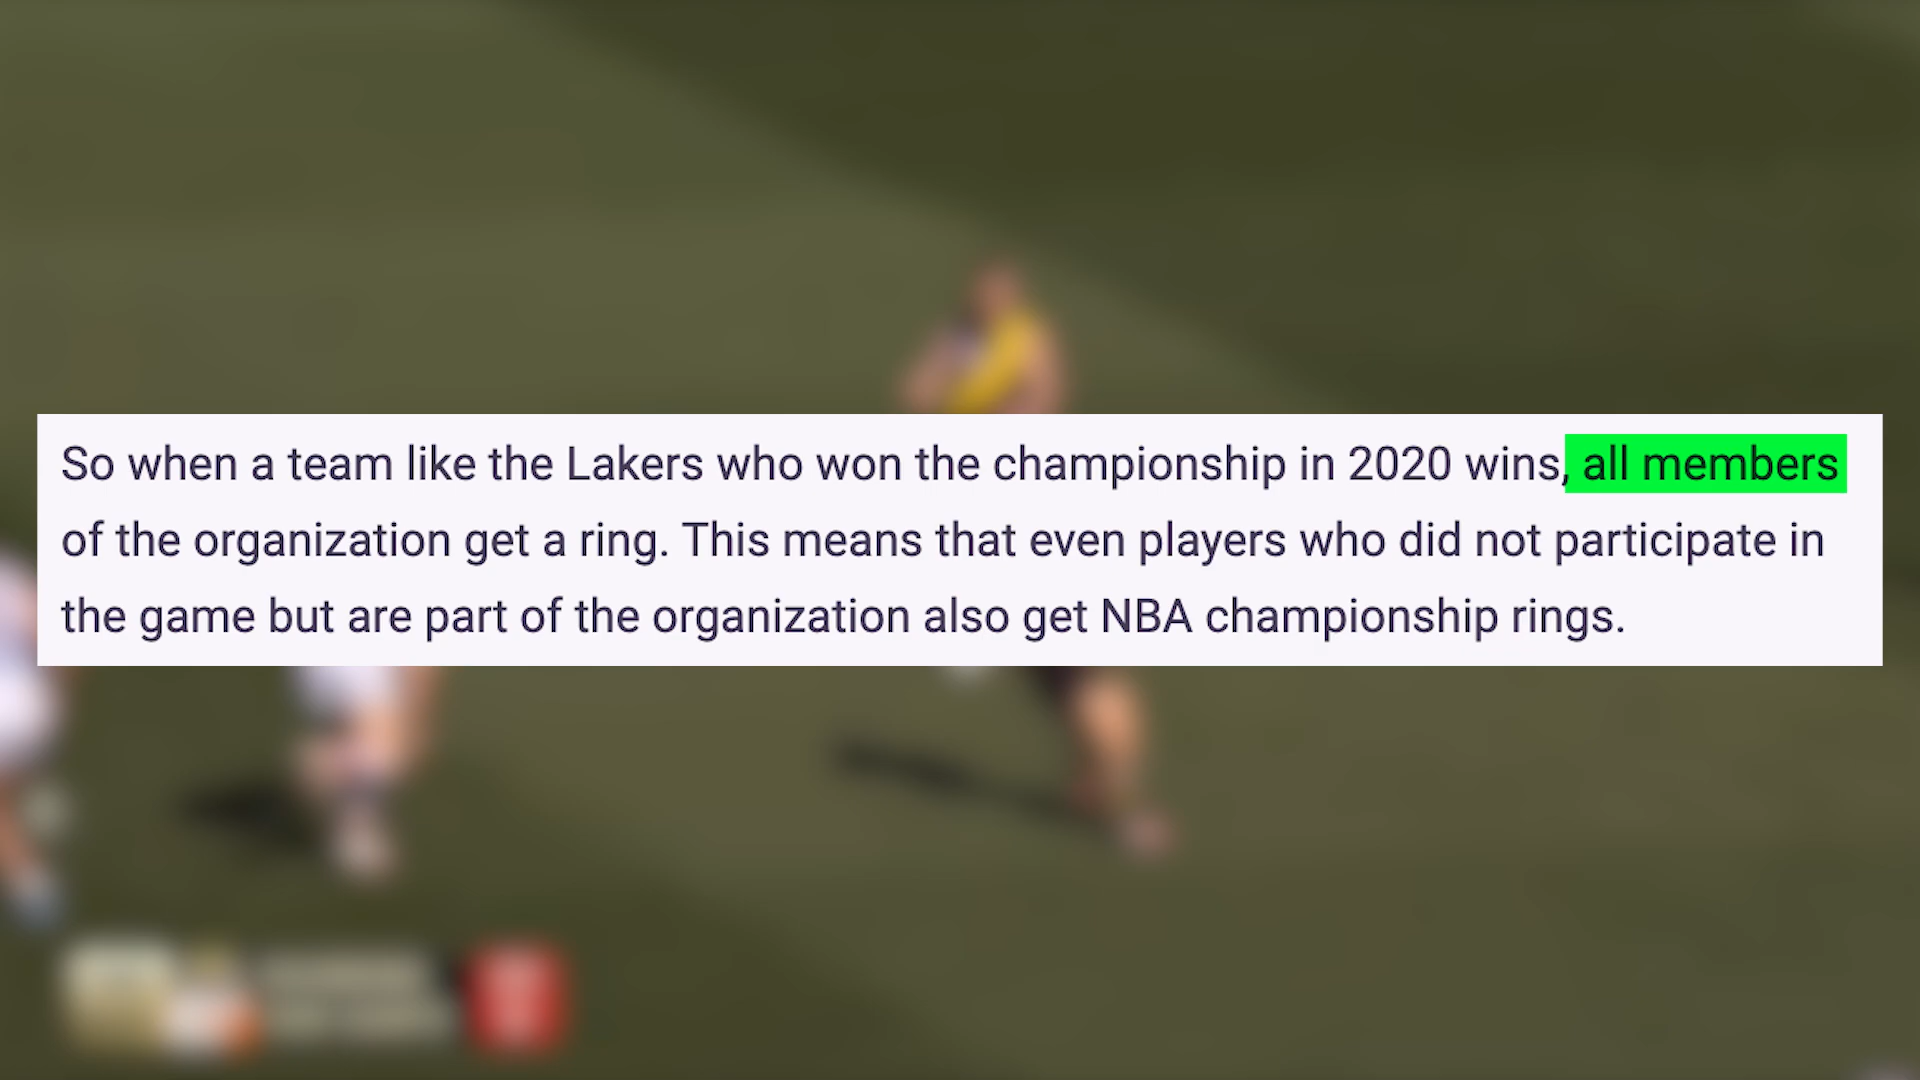 So when a team like the Lakers who won the championship in 2020 wins, all members
of the organization get a ring. This means that even players who did not participate in
the game but are part of the organization also get NBA championship rings.